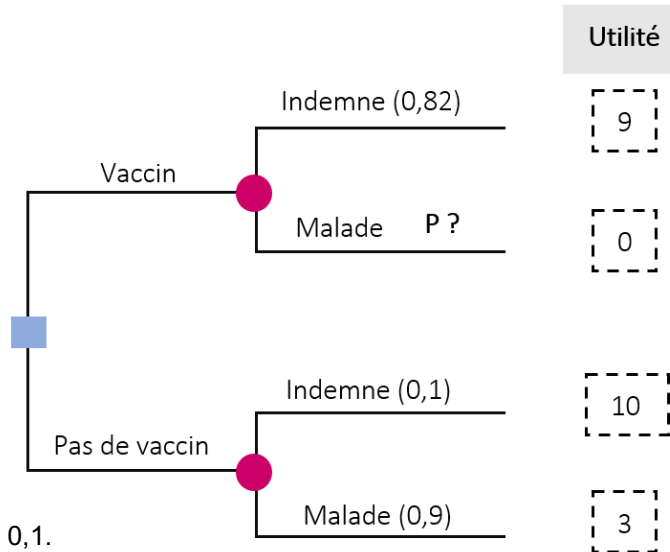 Utilité
Indemne (0,82)
9
Vaccin
Malade P ?
0
Indemne (0,1)
10
Pas de vaccin
Malade (0,9)
3
0,1.